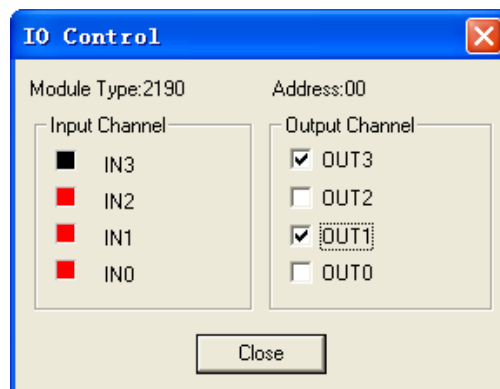 IO Control
Module Type:2190 Address:00
Input Channel
IN3
IN2
IN1
IN0
Output Channel
OUT3
OUT2
OUT1
OUT0
Close